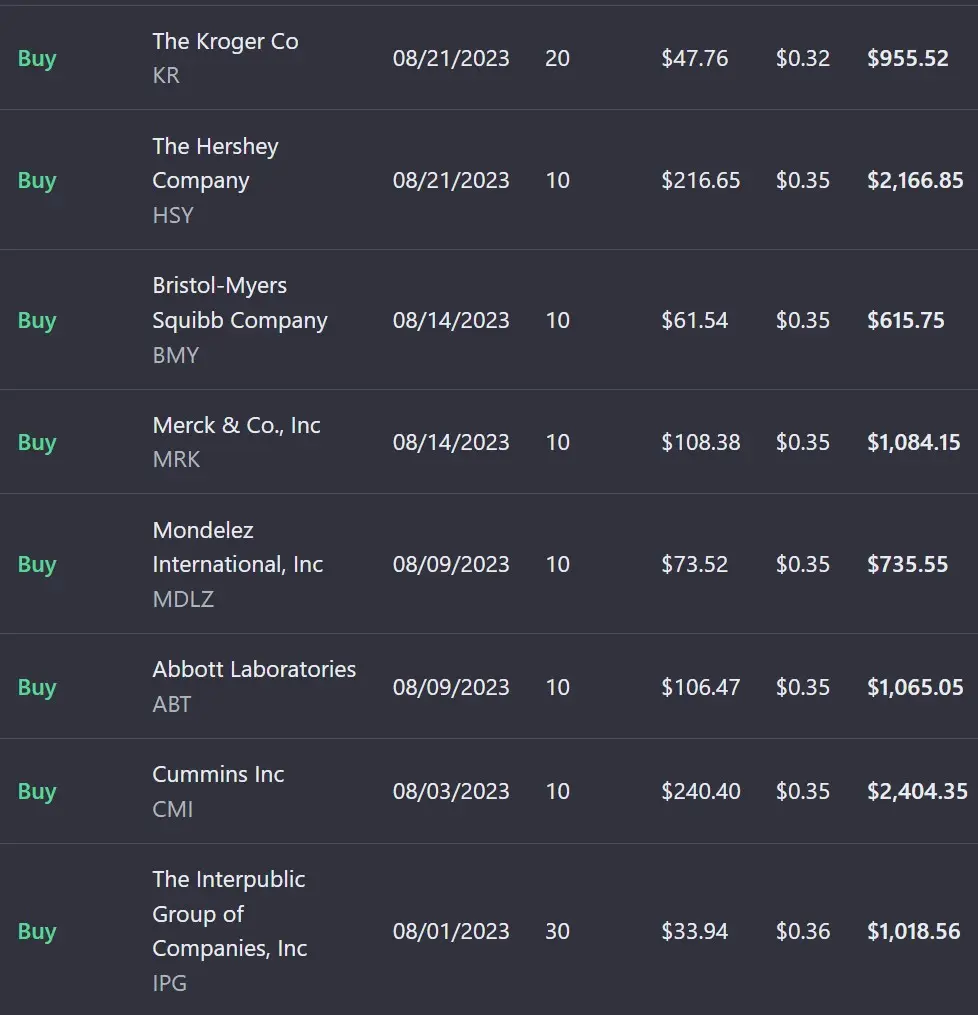 The Kroger Co
Buy 08/21/2023 20 $47.76 $0.32 $955.52
KR
The Hershey
Buy Company 08/21/2023 10 $216.65 $0.35 $2,166.85
HSY
Bristol-Myers
Buy Squibb Company 08/14/2023 10 $61.54 $0.35 $615.75
BMY
Merck & Co., Inc
Buy 08/14/2023 10 $108.38 $0.35 $1,084.15
MRK
Mondelez
Buy International, Inc 08/09/2023 10 $73.52 $0.35 $735.55
MDLZ
Abbott Laboratories
Buy 08/09/2023 10 $106.47 $0.35 $1,065.05
ABT
Cummins Inc
Buy 08/03/2023 10 $240.40 $0.35 $2,404.35
CMI
The Interpublic
Group of
Buy 08/01/2023 30 $33.94 $0.36 $1,018.56
Companies, Inc
IPG